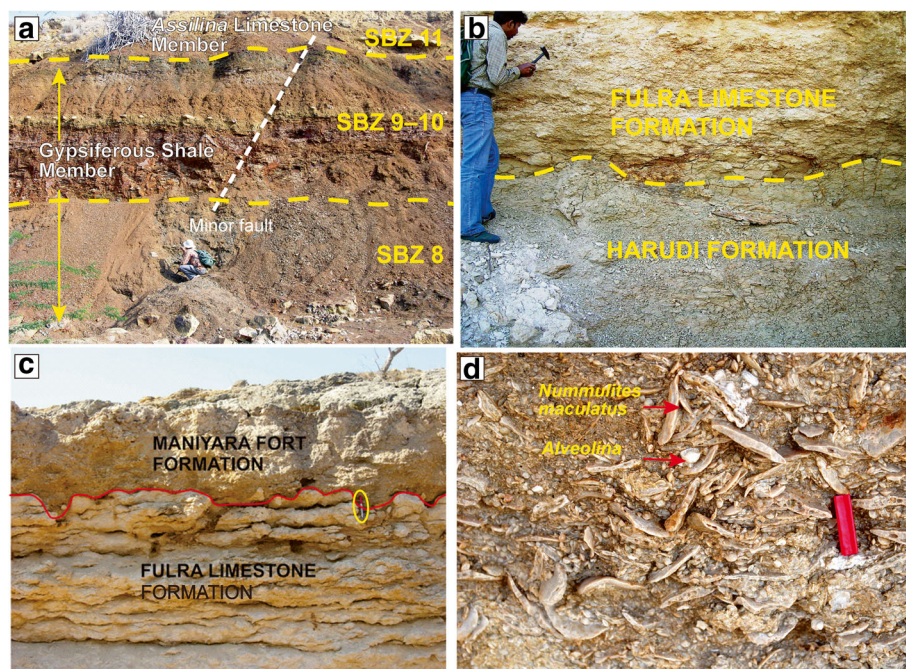 a
Assilina Limestone
Member
SBZ 11
SBZ 9–10
Gypsiferous Shale
Member
Minor fault
SBZ 8
b
FULRA LIMESTONE
FORMATION
HARUDI FORMATION
c
MANIYARA FORT
FORMATION
FULRA LIMESTONE
FORMATION
d
Nummulites
maculatus
Alveolina